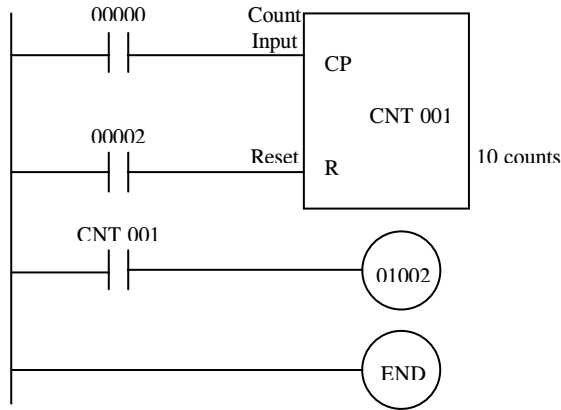 00000
Count
Input
CP
CNT 001
00002
Reset
R
10 counts
CNT 001
01002
END